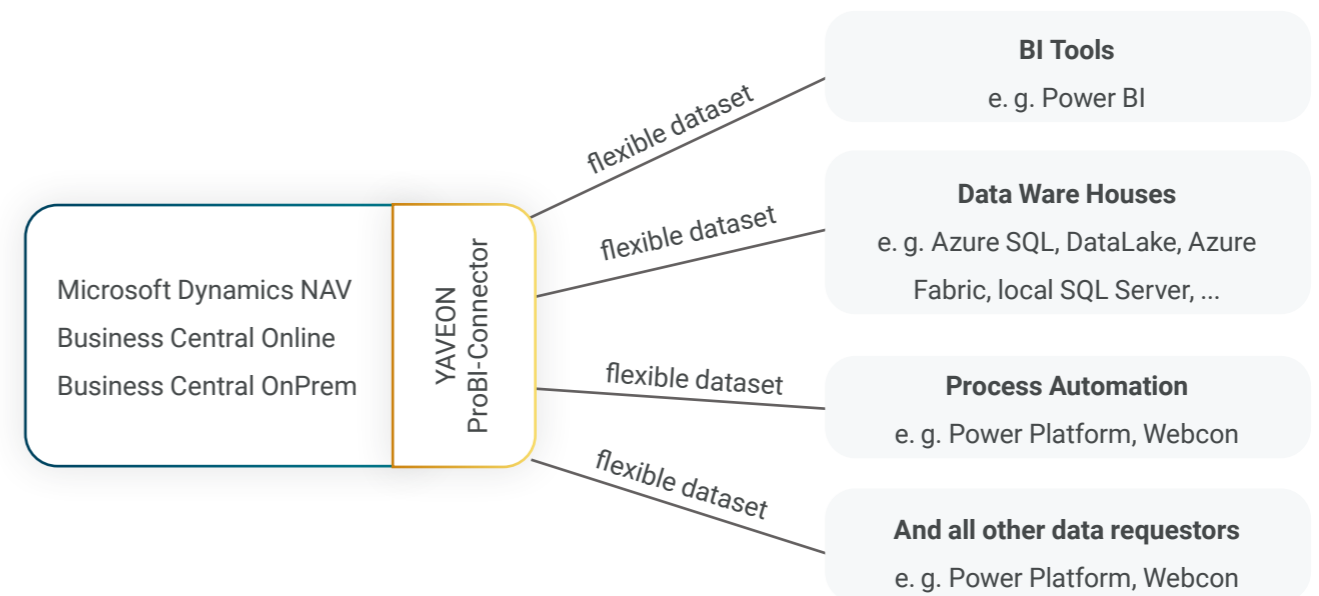 Microsoft Dynamics NAV
Business Central Online
Business Central OnPrem
YAVEON
ProBI-Connector
flexible dataset
flexible dataset
flexible dataset
flexible dataset
BI Tools
e. g. Power BI
Data Ware Houses
e. g. Azure SQL, DataLake, Azure
Fabric, local SQL Server, ...
Process Automation
e. g. Power Platform, Webcon
And all other data requestors
e. g. Power Platform, Webcon